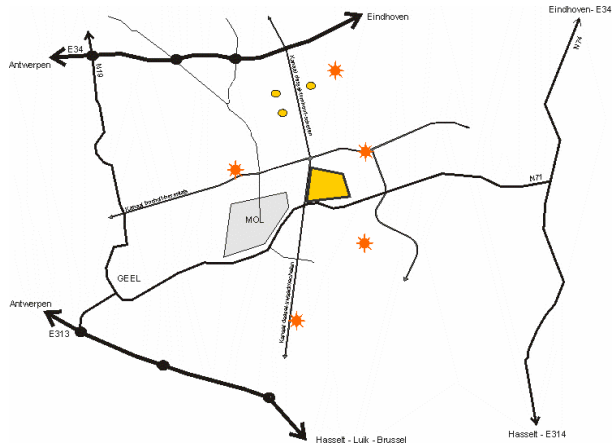 Eindhoven- E34
Eindhoven
E34
Antwerpen
N19
N74
N71
MOL
GEEL
Antwerpen
E313
Hasselt - E314
Hasselt - Luik - Brussel